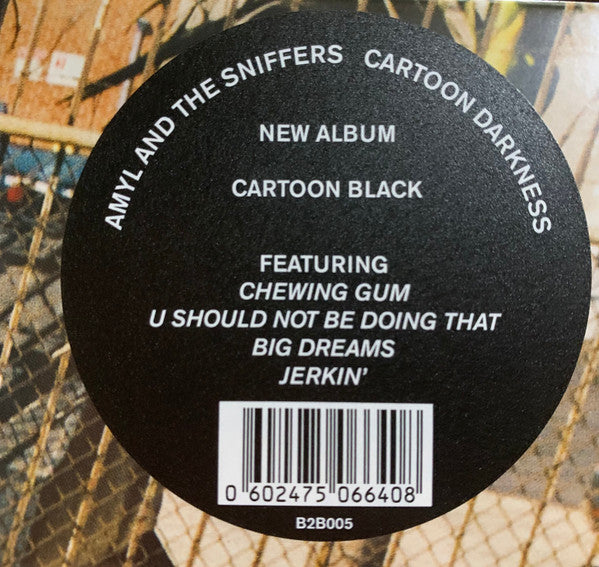 AMYL AND THE SNIFFERS CARTOON DARKNESS
NEW ALBUM
CARTOON BLACK
FEATURING
CHEWING GUM
U SHOULD NOT BE DOING THAT
BIG DREAMS
JERKIN'
0 602475 066408
B2B005